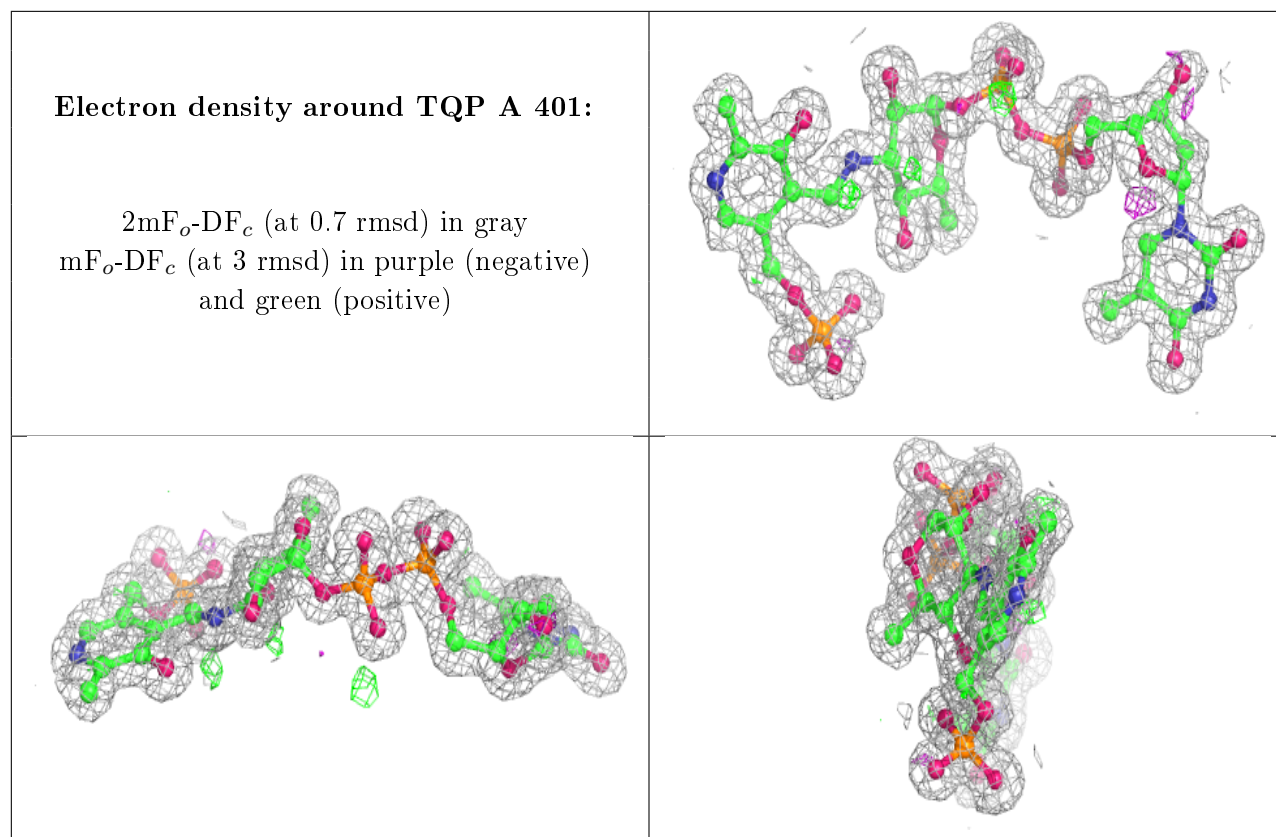 Electron density around TQP A 401:
2mFₒ-DF𝑐 (at 0.7 rmsd) in gray
mFₒ-DF𝑐 (at 3 rmsd) in purple (negative)
and green (positive)